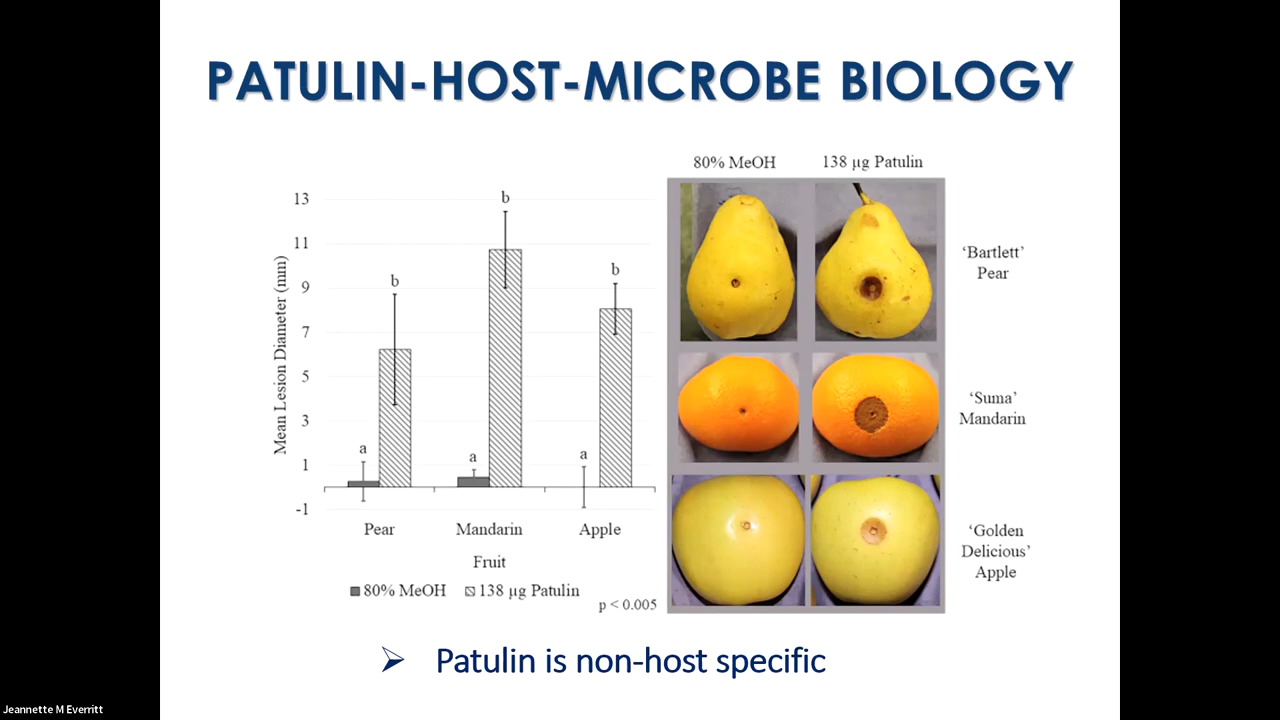 PATULIN-HOST-MICROBE BIOLOGY
80% MeOH
138 µg Patulin
13
11
9
7
5
3
1
-1
Mean Lesion Diameter (mm)
a
b
a
b
a
b
Pear
Mandarin
Apple
Fruit
80% MeOH
138 µg Patulin
p < 0.005
‘Bartlett’
Pear
‘Suma’
Mandarin
‘Golden
Delicious’
Apple
Patulin is non-host specific
Jeannette M Everritt